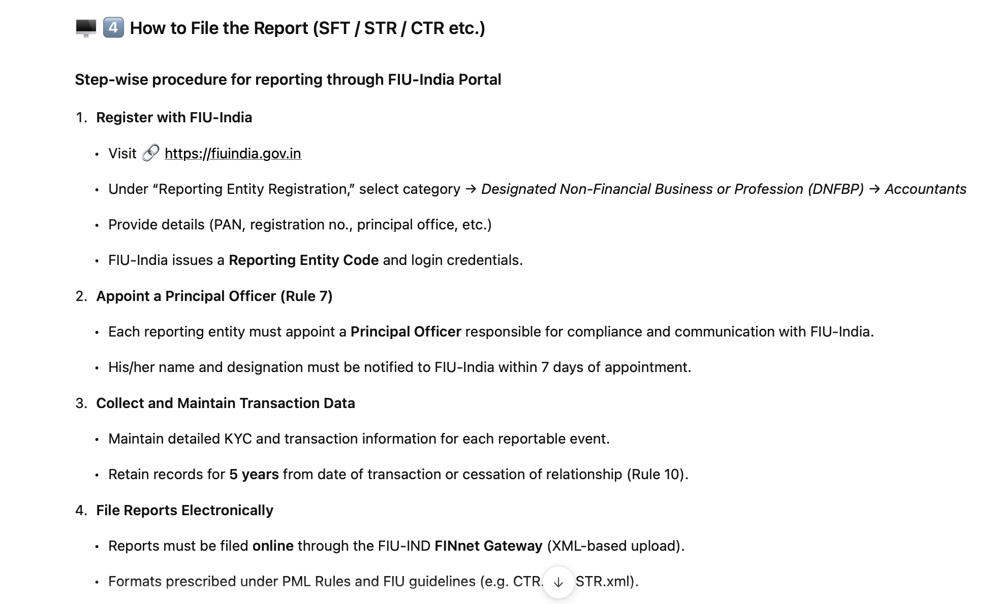 🖥️ 4️⃣ How to File the Report (SFT / STR / CTR etc.)
Step-wise procedure for reporting through FIU-India Portal
1. Register with FIU-India
• Visit 🔗 https://fiuindia.gov.in
• Under “Reporting Entity Registration,” select category → Designated Non-Financial Business or Profession (DNFBP) → Accountants
• Provide details (PAN, registration no., principal office, etc.)
• FIU-India issues a Reporting Entity Code and login credentials.
2. Appoint a Principal Officer (Rule 7)
• Each reporting entity must appoint a Principal Officer responsible for compliance and communication with FIU-India.
• His/her name and designation must be notified to FIU-India within 7 days of appointment.
3. Collect and Maintain Transaction Data
• Maintain detailed KYC and transaction information for each reportable event.
• Retain records for 5 years from date of transaction or cessation of relationship (Rule 10).
4. File Reports Electronically
• Reports must be filed online through the FIU-IND FINnet Gateway (XML-based upload).
• Formats prescribed under PML Rules and FIU guidelines (e.g. CTR. STR.xml).